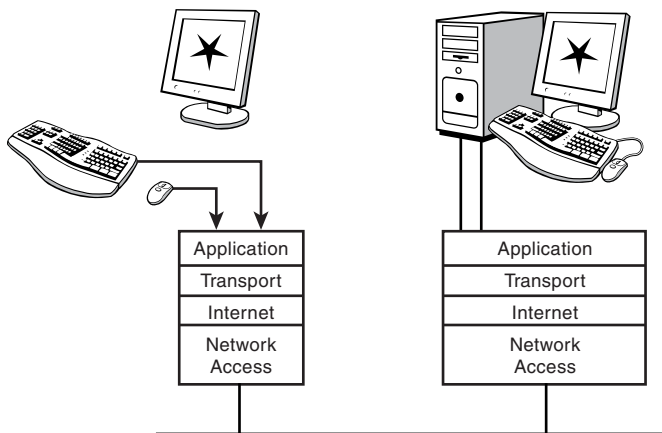 Application
Transport
Internet
Network
Access
Application
Transport
Internet
Network
Access